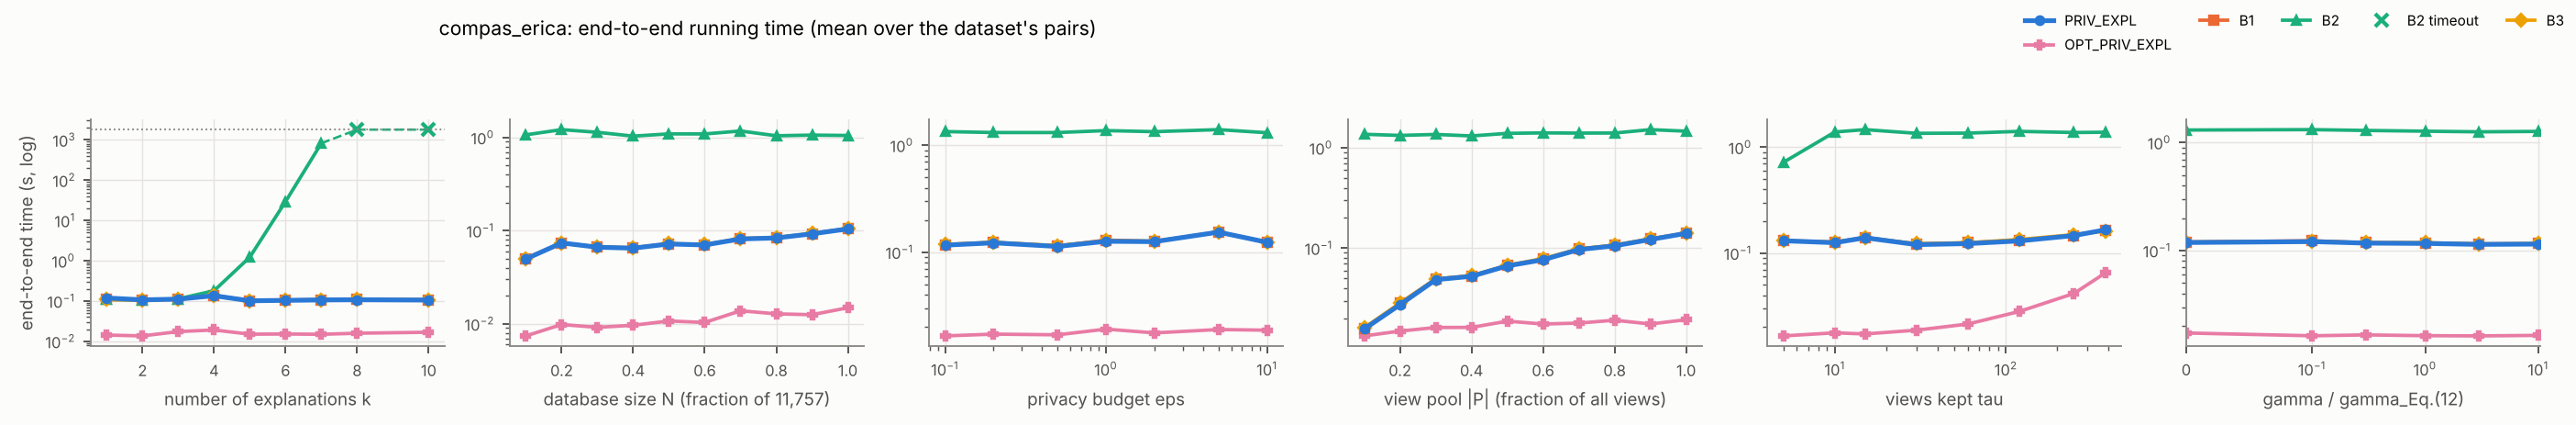 compas_erica: end-to-end running time (mean over the dataset's pairs)
PRIV_EXPL
B1
B2
B2 timeout
B3
OPT_PRIV_EXPL
end-to-end time (s, log)
10³
10²
10¹
10⁰
10⁻¹
10⁻²
2 4 6 8 10
number of explanations k
10⁰
10⁻¹
10⁻²
0.2 0.4 0.6 0.8 1.0
database size N (fraction of 11,757)
10⁰
10⁻¹
10⁻¹ 10⁰ 10¹
privacy budget eps
10⁰
10⁻¹
0.2 0.4 0.6 0.8 1.0
view pool |P| (fraction of all views)
10⁰
10⁻¹
10¹ 10²
views kept tau
10⁰
10⁻¹
0 10⁻¹ 10⁰ 10¹
gamma / gamma_Eq.(12)